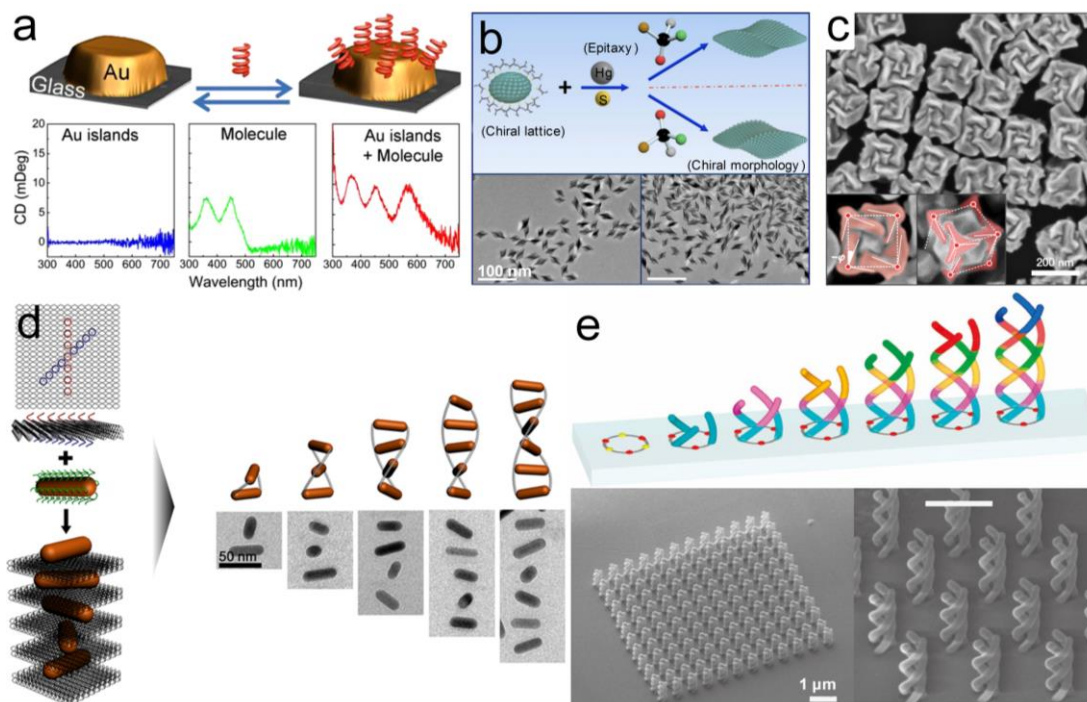 a
Au
Glass
CD (mDeg)
20
15
10
5
0
Au islands
Molecule
Au islands
+ Molecule
300 400 500 600 700
300 400 500 600 700
300 400 500 600 700
Wavelength (nm)
b
(Epitaxy)
Hg
S
(Chiral lattice)
(Chiral morphology)
100 nm
c
200 nm
d
50 nm
e
1 µm